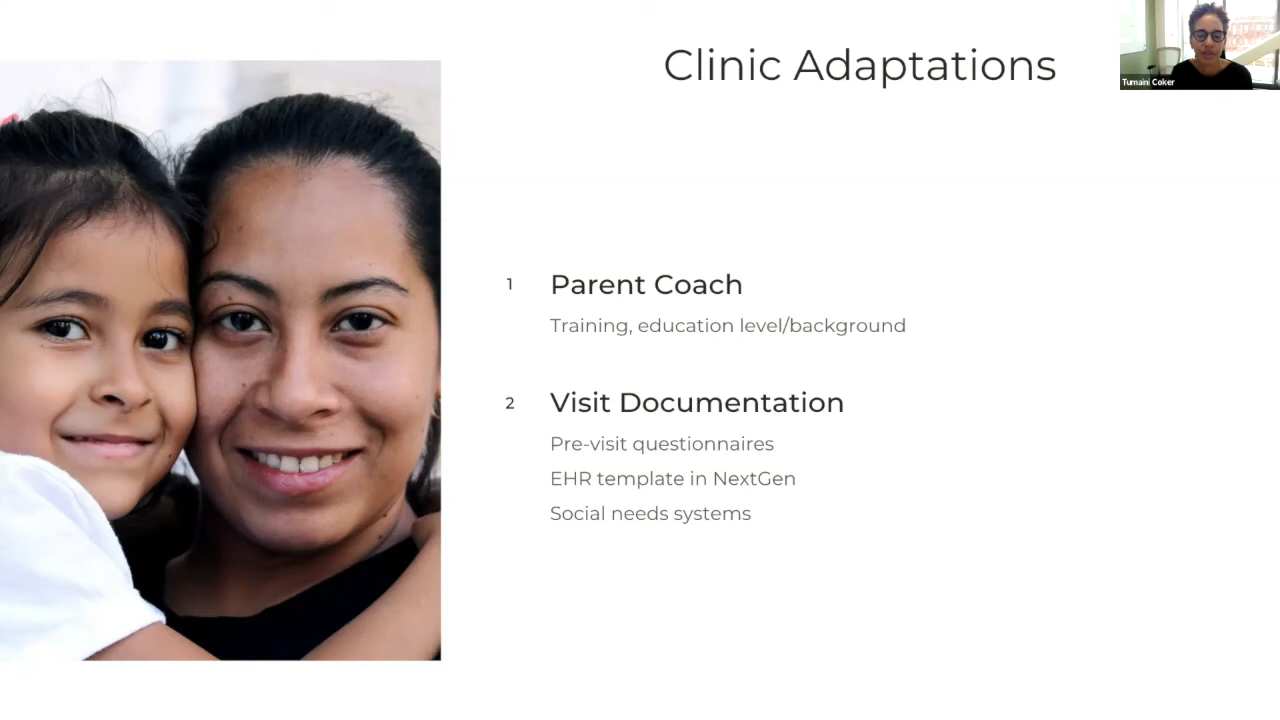 Clinic Adaptations
Tumaini Coker
1 Parent Coach
Training, education level/background
2 Visit Documentation
Pre-visit questionnaires
EHR template in NextGen
Social needs systems